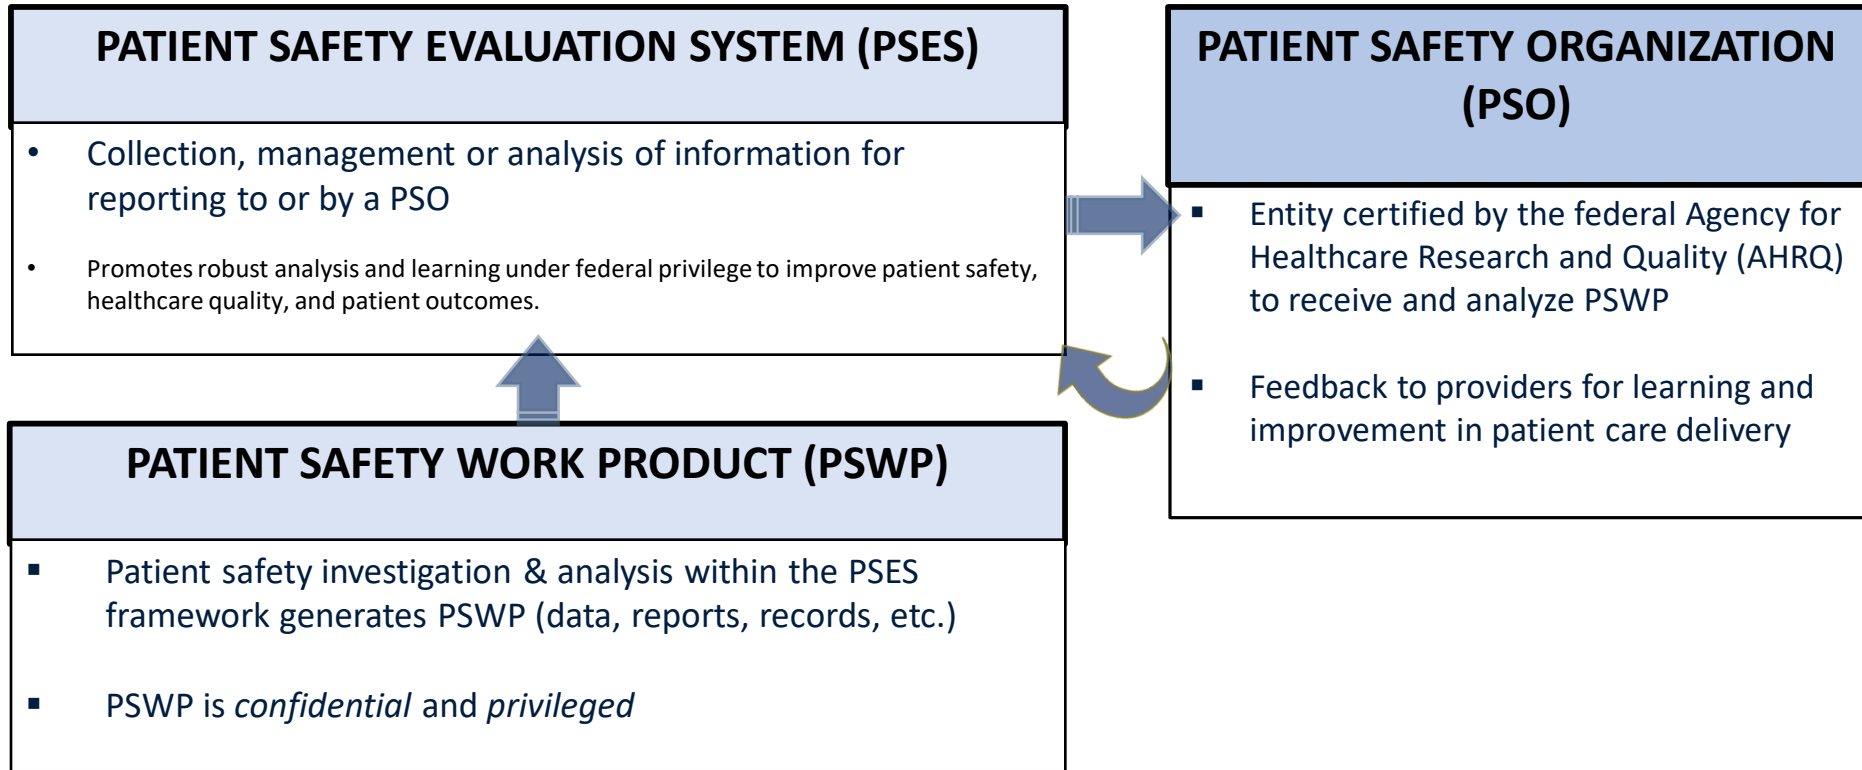 PATIENT SAFETY EVALUATION SYSTEM (PSES)
• Collection, management or analysis of information for
reporting to or by a PSO
• Promotes robust analysis and learning under federal privilege to improve patient safety,
healthcare quality, and patient outcomes.
PATIENT SAFETY ORGANIZATION
(PSO)
▪ Entity certified by the federal Agency for
Healthcare Research and Quality (AHRQ)
to receive and analyze PSWP
▪ Feedback to providers for learning and
improvement in patient care delivery
PATIENT SAFETY WORK PRODUCT (PSWP)
▪ Patient safety investigation & analysis within the PSES
framework generates PSWP (data, reports, records, etc.)
▪ PSWP is confidential and privileged